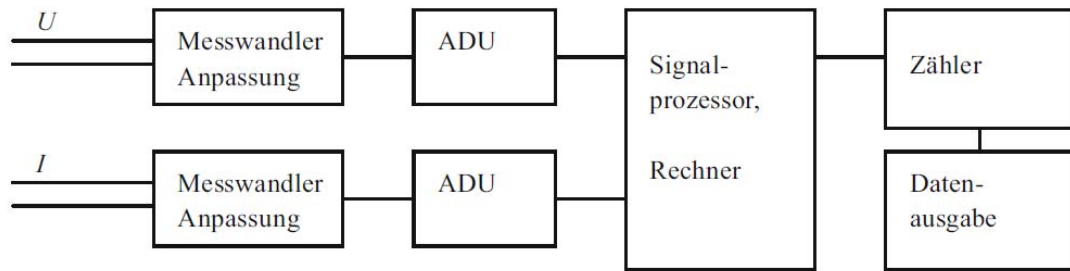 U
Messwandler
Anpassung
ADU
Signal-
prozessor,
Rechner
Zähler
I
Messwandler
Anpassung
ADU
Daten-
ausgabe